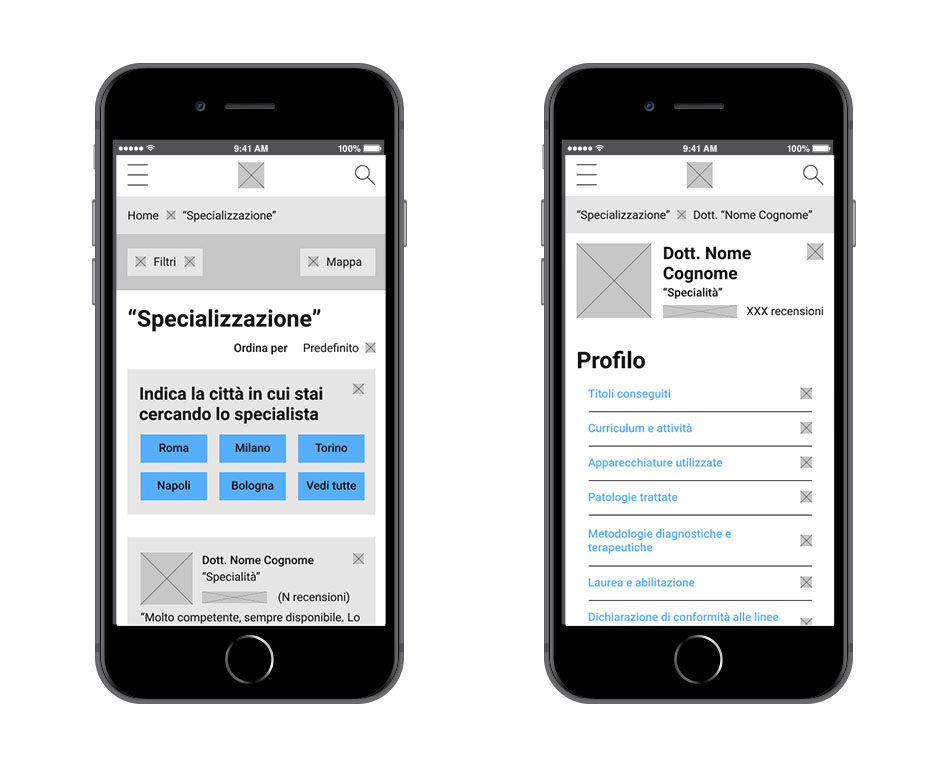 9:41 AM 100%
Home “Specializzazione”
Filtri Mappa
“Specializzazione”
Ordina per Predefinito
Indica la città in cui stai
cercando lo specialista
Roma Milano Torino
Napoli Bologna Vedi tutte
Dott. Nome Cognome
“Specialità”
(N recensioni)
“Molto competente, sempre disponibile. Lo
9:41 AM 100%
“Specializzazione” Dott. “Nome Cognome”
Dott. Nome
Cognome
“Specialità”
XXX recensioni
Profilo
Titoli conseguiti
Curriculum e attività
Apparecchiature utilizzate
Patologie trattate
Metodologie diagnostiche e
terapeutiche
Laurea e abilitazione
Dichiarazione di conformità alle linee